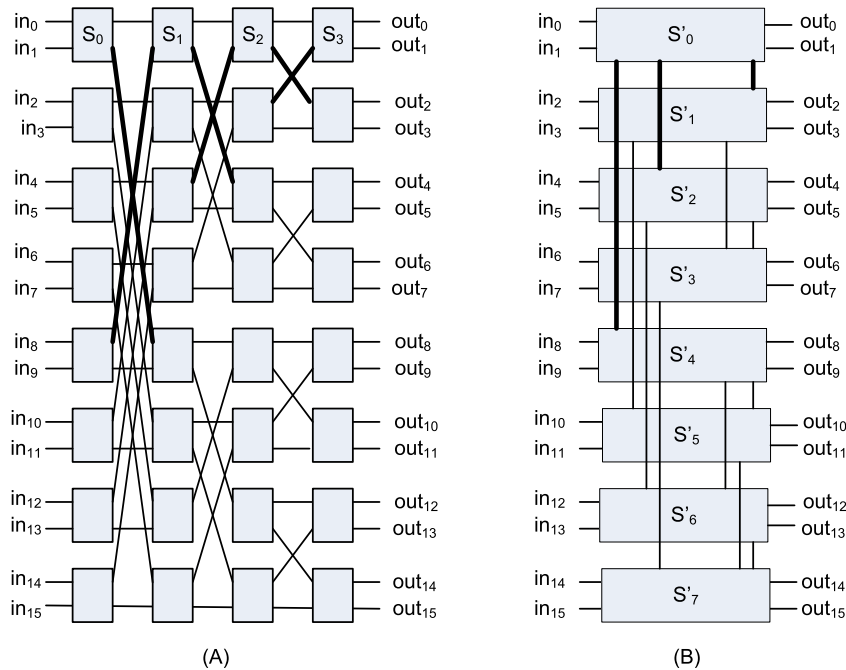 in₀ S₀ S₁ S₂ S₃ out₀ in₀ S'₀ out₀
in₁ out₁ in₁ out₁
in₂ out₂ in₂ S'₁ out₂
in₃ out₃ in₃ out₃
in₄ out₄ in₄ S'₂ out₄
in₅ out₅ in₅ out₅
in₆ out₆ in₆ S'₃ out₆
in₇ out₇ in₇ out₇
in₈ out₈ in₈ S'₄ out₈
in₉ out₉ in₉ out₉
in₁₀ out₁₀ in₁₀ S'₅ out₁₀
in₁₁ out₁₁ in₁₁ out₁₁
in₁₂ out₁₂ in₁₂ S'₆ out₁₂
in₁₃ out₁₃ in₁₃ out₁₃
in₁₄ out₁₄ in₁₄ S'₇ out₁₄
in₁₅ out₁₅ in₁₅ out₁₅
(A) (B)